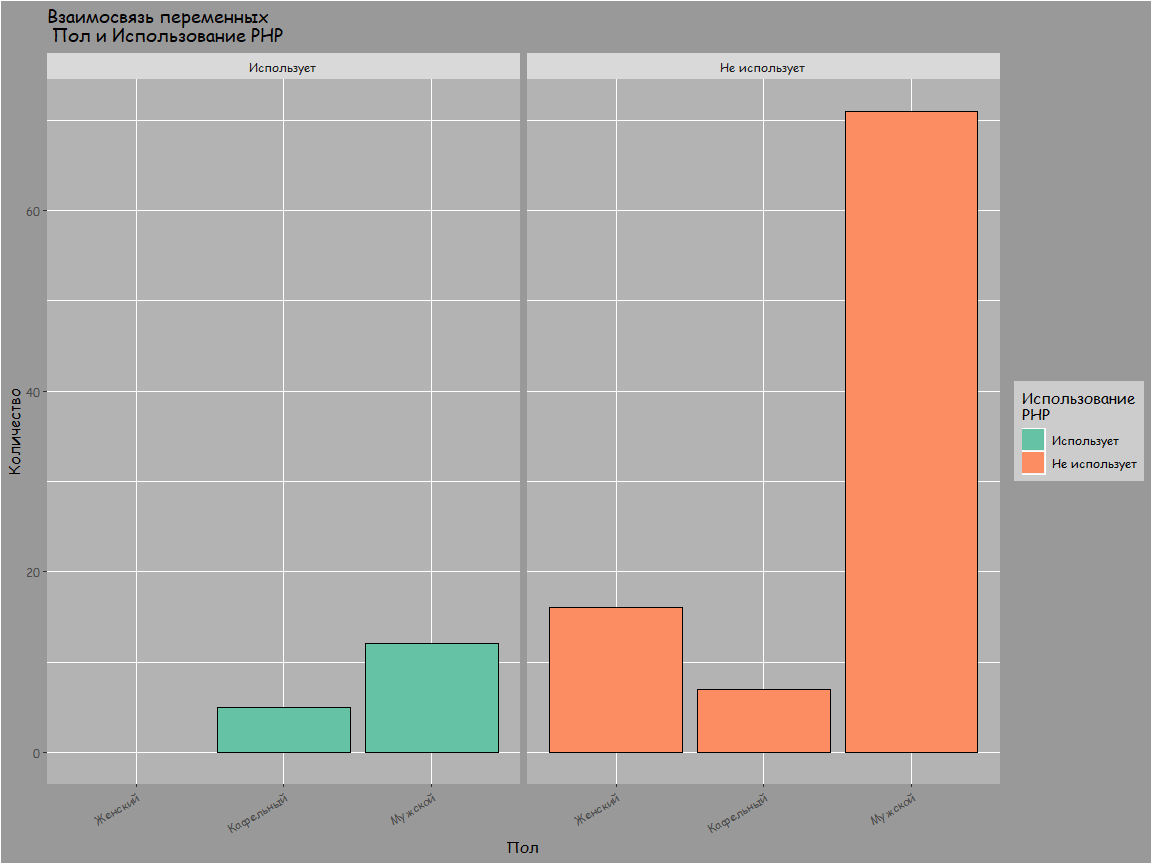 Взаимосвязь переменных
Пол и Использование PHP
Использует
Не использует
Количество
60
40
20
0
Женский
Кафельный
Мужской
Женский
Кафельный
Мужской
Пол
Использование
PHP
Использует
Не использует